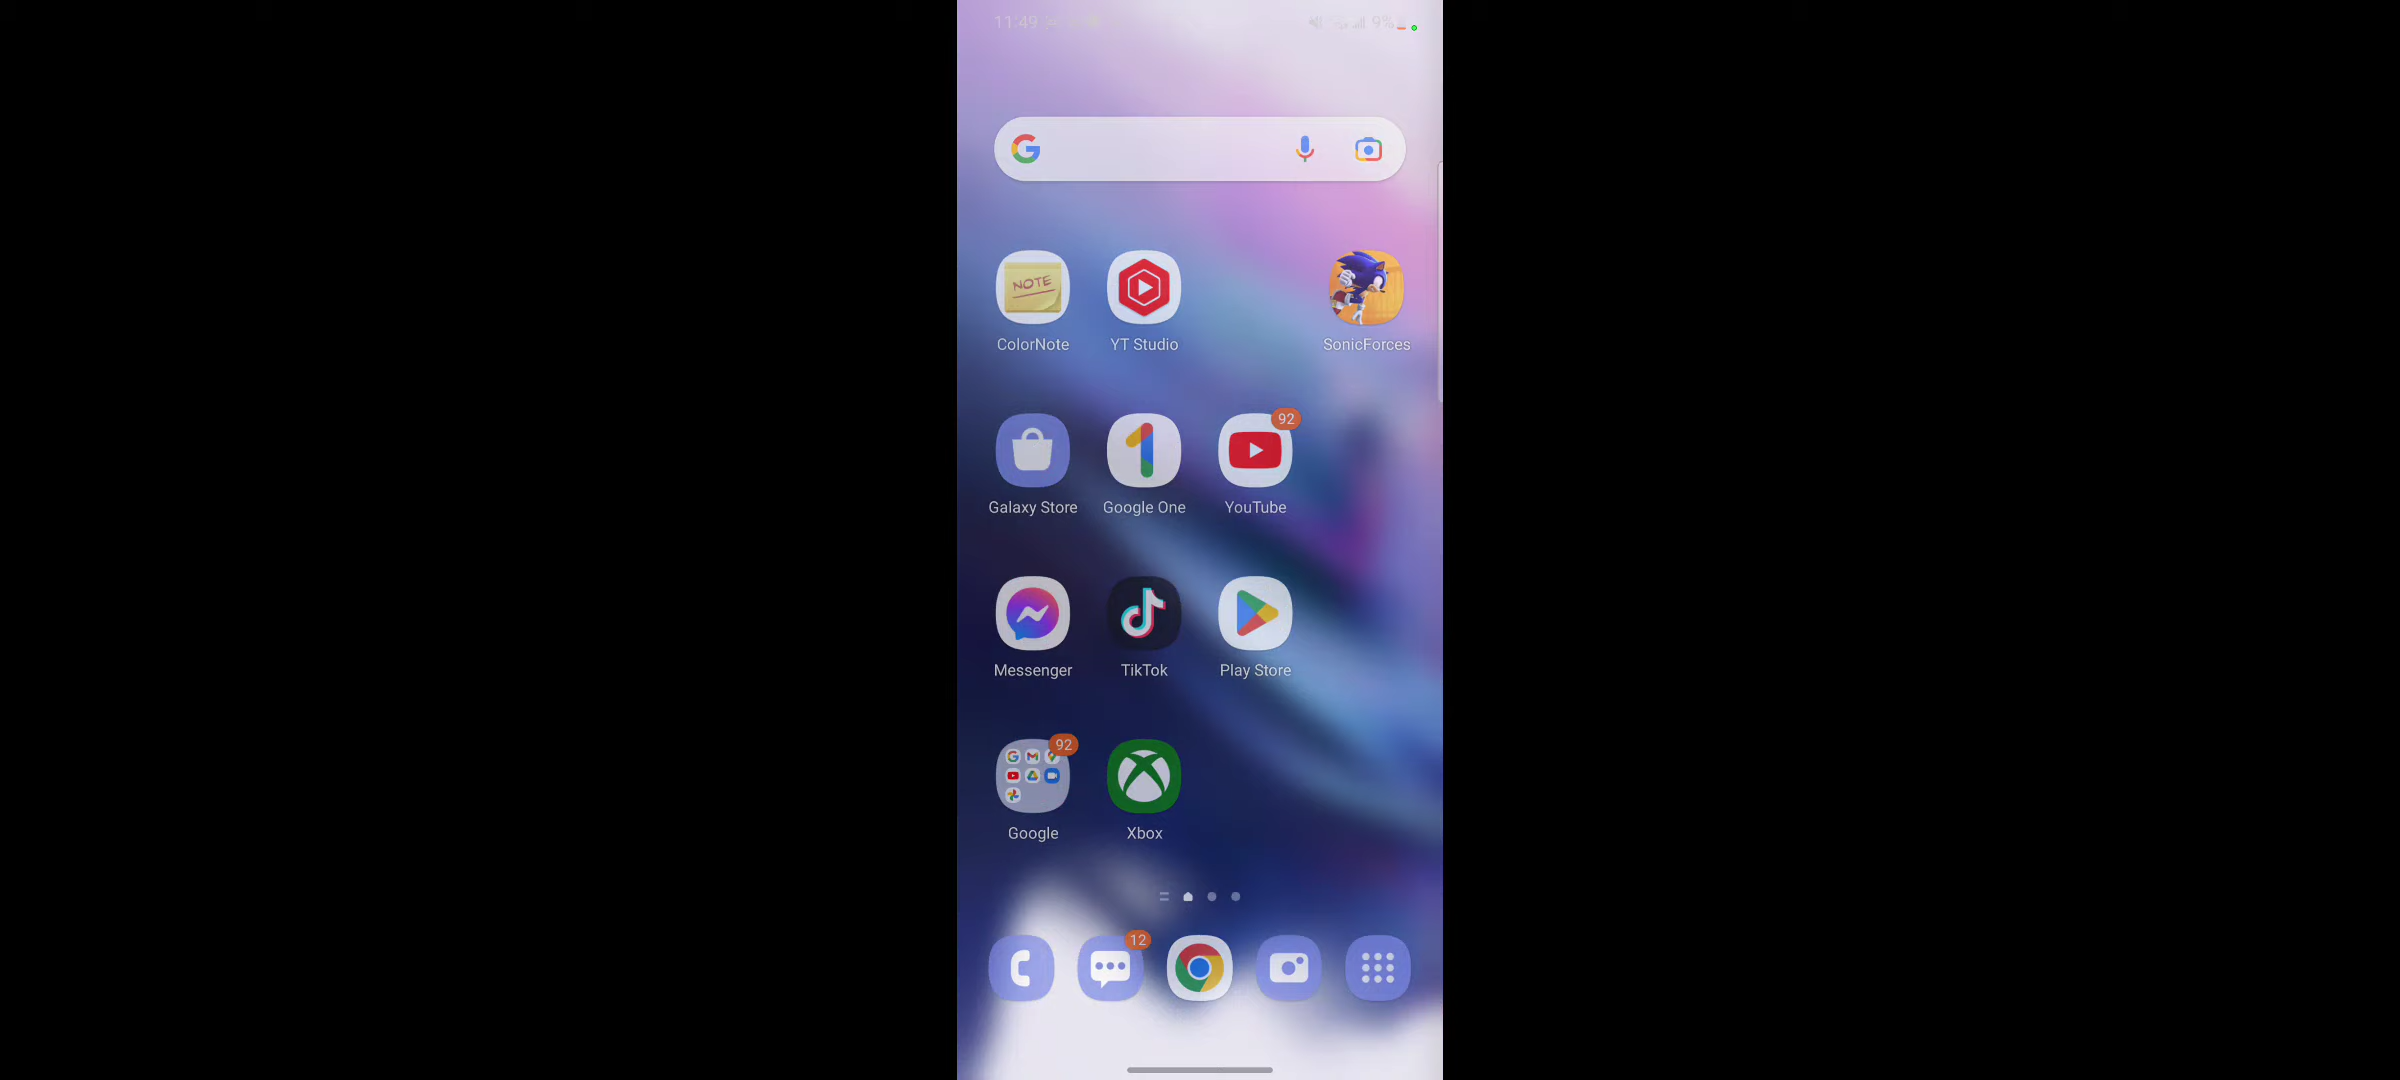 11:49
9%
NOTE
ColorNote
YT Studio
SonicForces
92
Galaxy Store
Google One
YouTube
Messenger
TikTok
Play Store
92
Google
Xbox
12